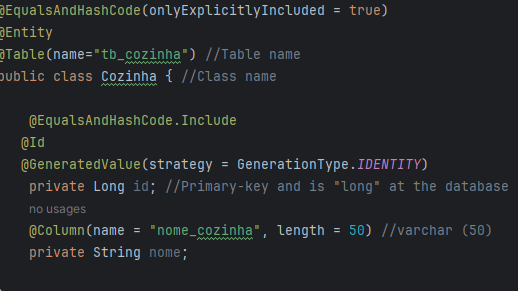 @EqualsAndHashCode(onlyExplicitlyIncluded = true)
@Entity
@Table(name="tb_cozinha") //Table name
public class Cozinha { //Class name
@EqualsAndHashCode.Include
@Id
@GeneratedValue(strategy = GenerationType.IDENTITY)
private Long id; //Primary-key and is "long" at the database
no usages
@Column(name = "nome_cozinha", length = 50) //varchar (50)
private String nome;